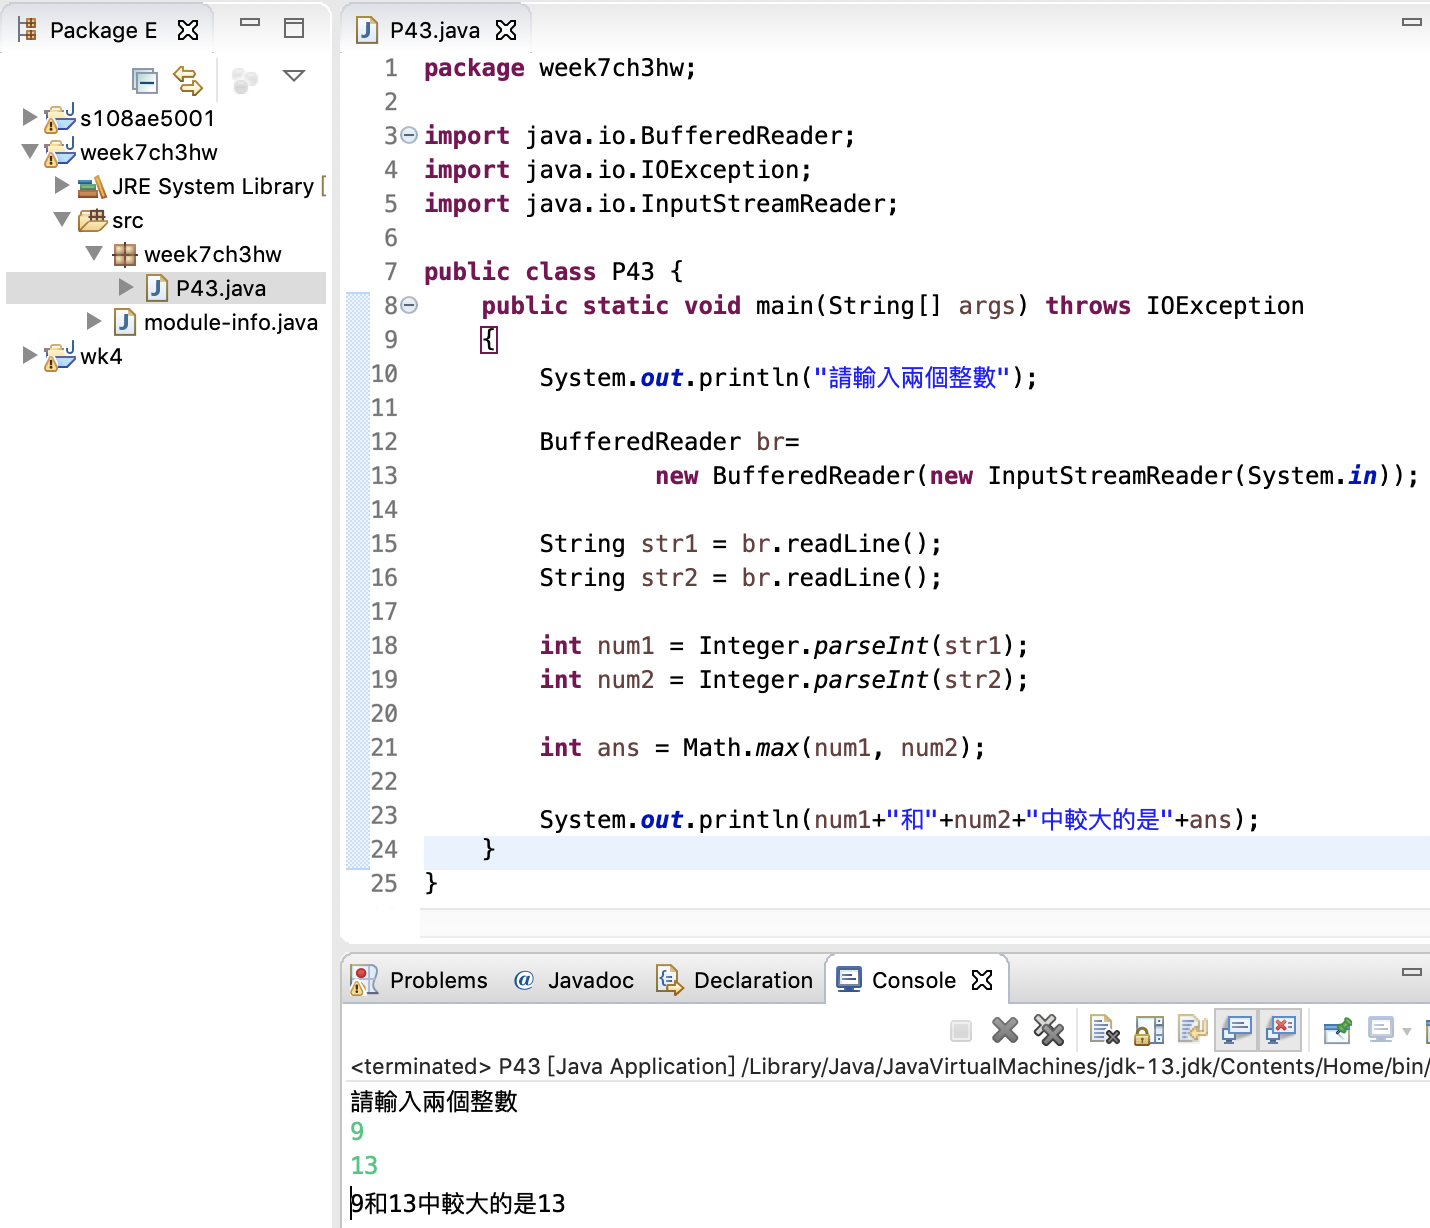 Package E
s108ae5001
week7ch3hw
JRE System Library [
src
week7ch3hw
P43.java
module-info.java
wk4
P43.java
1 package week7ch3hw;
2
3 import java.io.BufferedReader;
4 import java.io.IOException;
5 import java.io.InputStreamReader;
6
7 public class P43 {
8     public static void main(String[] args) throws IOException
9     {
10         System.out.println("請輸入兩個整數");
11
12         BufferedReader br=
13                 new BufferedReader(new InputStreamReader(System.in));
14
15         String str1 = br.readLine();
16         String str2 = br.readLine();
17
18         int num1 = Integer.parseInt(str1);
19         int num2 = Integer.parseInt(str2);
20
21         int ans = Math.max(num1, num2);
22
23         System.out.println(num1+"和"+num2+"中較大的是"+ans);
24     }
25 }
Problems @ Javadoc Declaration Console
<terminated> P43 [Java Application] /Library/Java/JavaVirtualMachines/jdk-13.jdk/Contents/Home/bin/
請輸入兩個整數
9
13
9和13中較大的是13